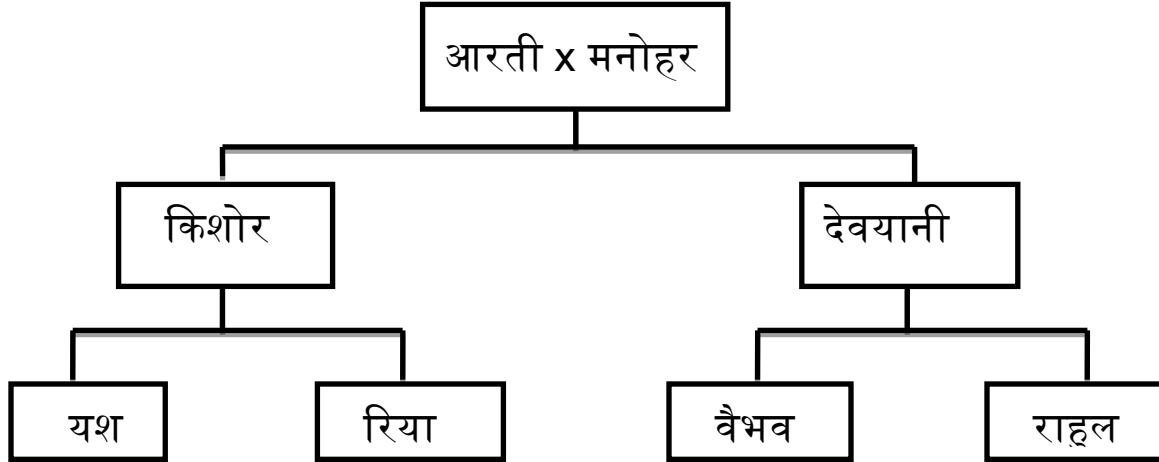 आरती x मनोहर
किशोर
देवयानी
यश
रिया
वैभव
राहूल